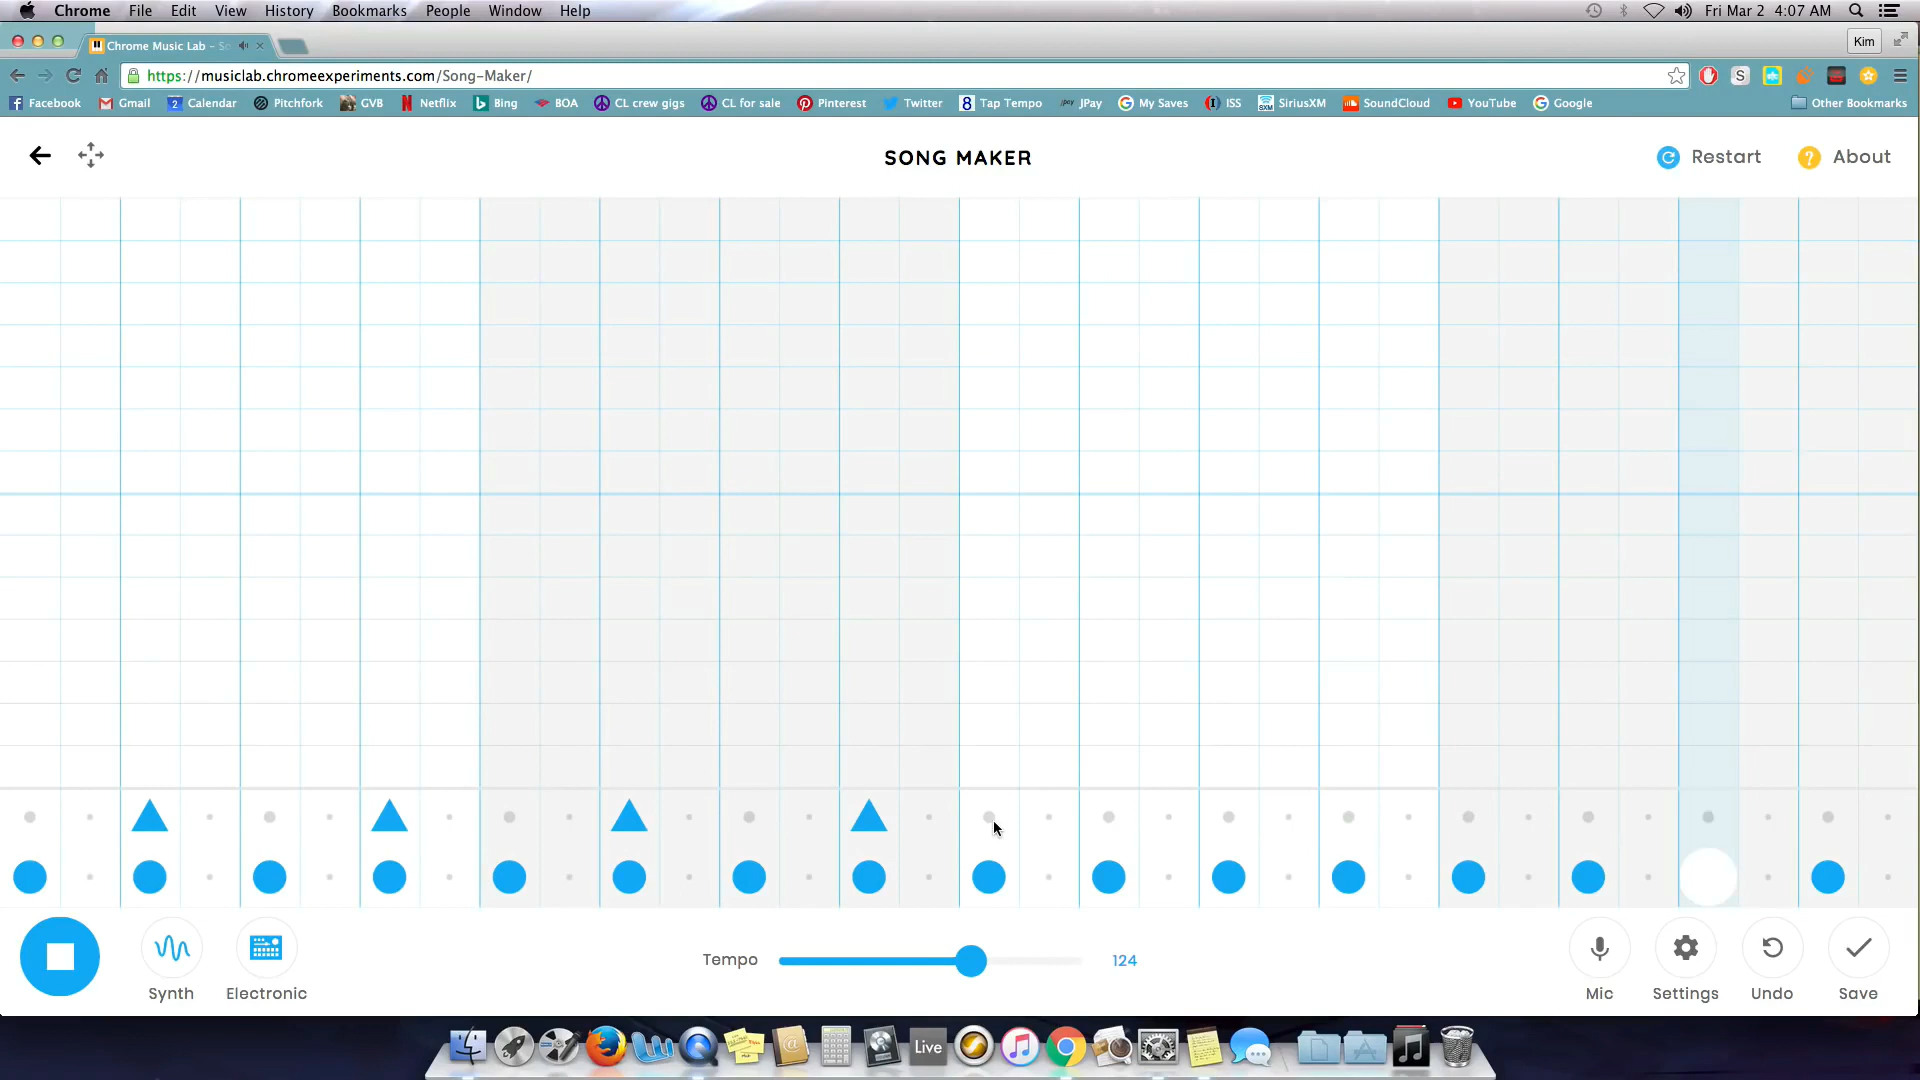 Chrome File Edit View History Bookmarks People Window Help Fri Mar 2 4:07 AM
Chrome Music Lab - So Kim
https://musiclab.chromeexperiments.com/Song-Maker/ S
Facebook Gmail 2 Calendar Pitchfork GVB Netflix Bing BOA CL crew gigs CL for sale Pinterest Twitter 8 Tap Tempo JPay My Saves ISS SiriusXM SoundCloud YouTube Google Other Bookmarks
SONG MAKER Restart ? About
Tempo 124
Synth Electronic Mic Settings Undo Save
Live